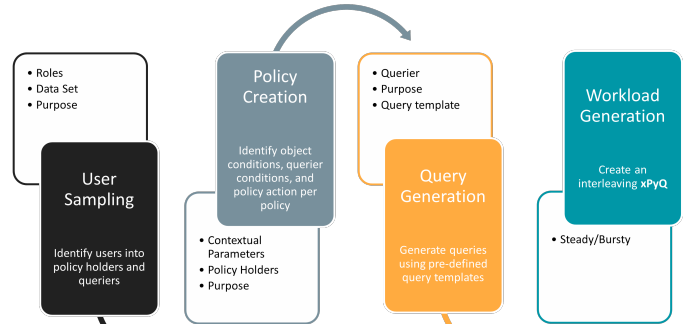 • Roles
• Data Set
• Purpose
User
Sampling
Identify users into
policy holders and
queriers
Policy
Creation
Identify object
conditions, querier
conditions, and
policy action per
policy
• Contextual
Parameters
• Policy Holders
• Purpose
• Querier
• Purpose
• Query template
Query
Generation
Generate queries
using pre-defined
query templates
Workload
Generation
Create an
interleaving xPyQ
• Steady/Bursty